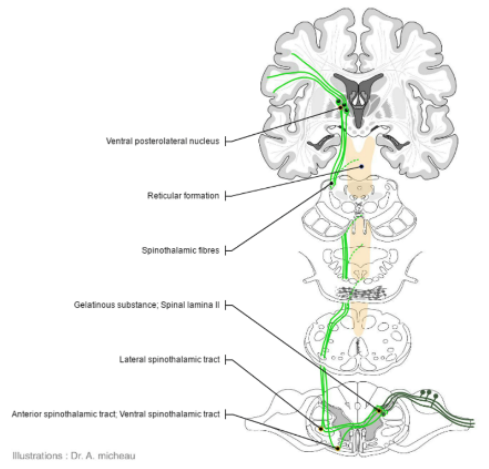 Ventral posterolateral nucleus
Reticular formation
Spinothalamic fibres
Gelatinous substance; Spinal lamina II
Lateral spinothalamic tract
Anterior spinothalamic tract; Ventral spinothalamic tract
Illustrations : Dr. A. micheau